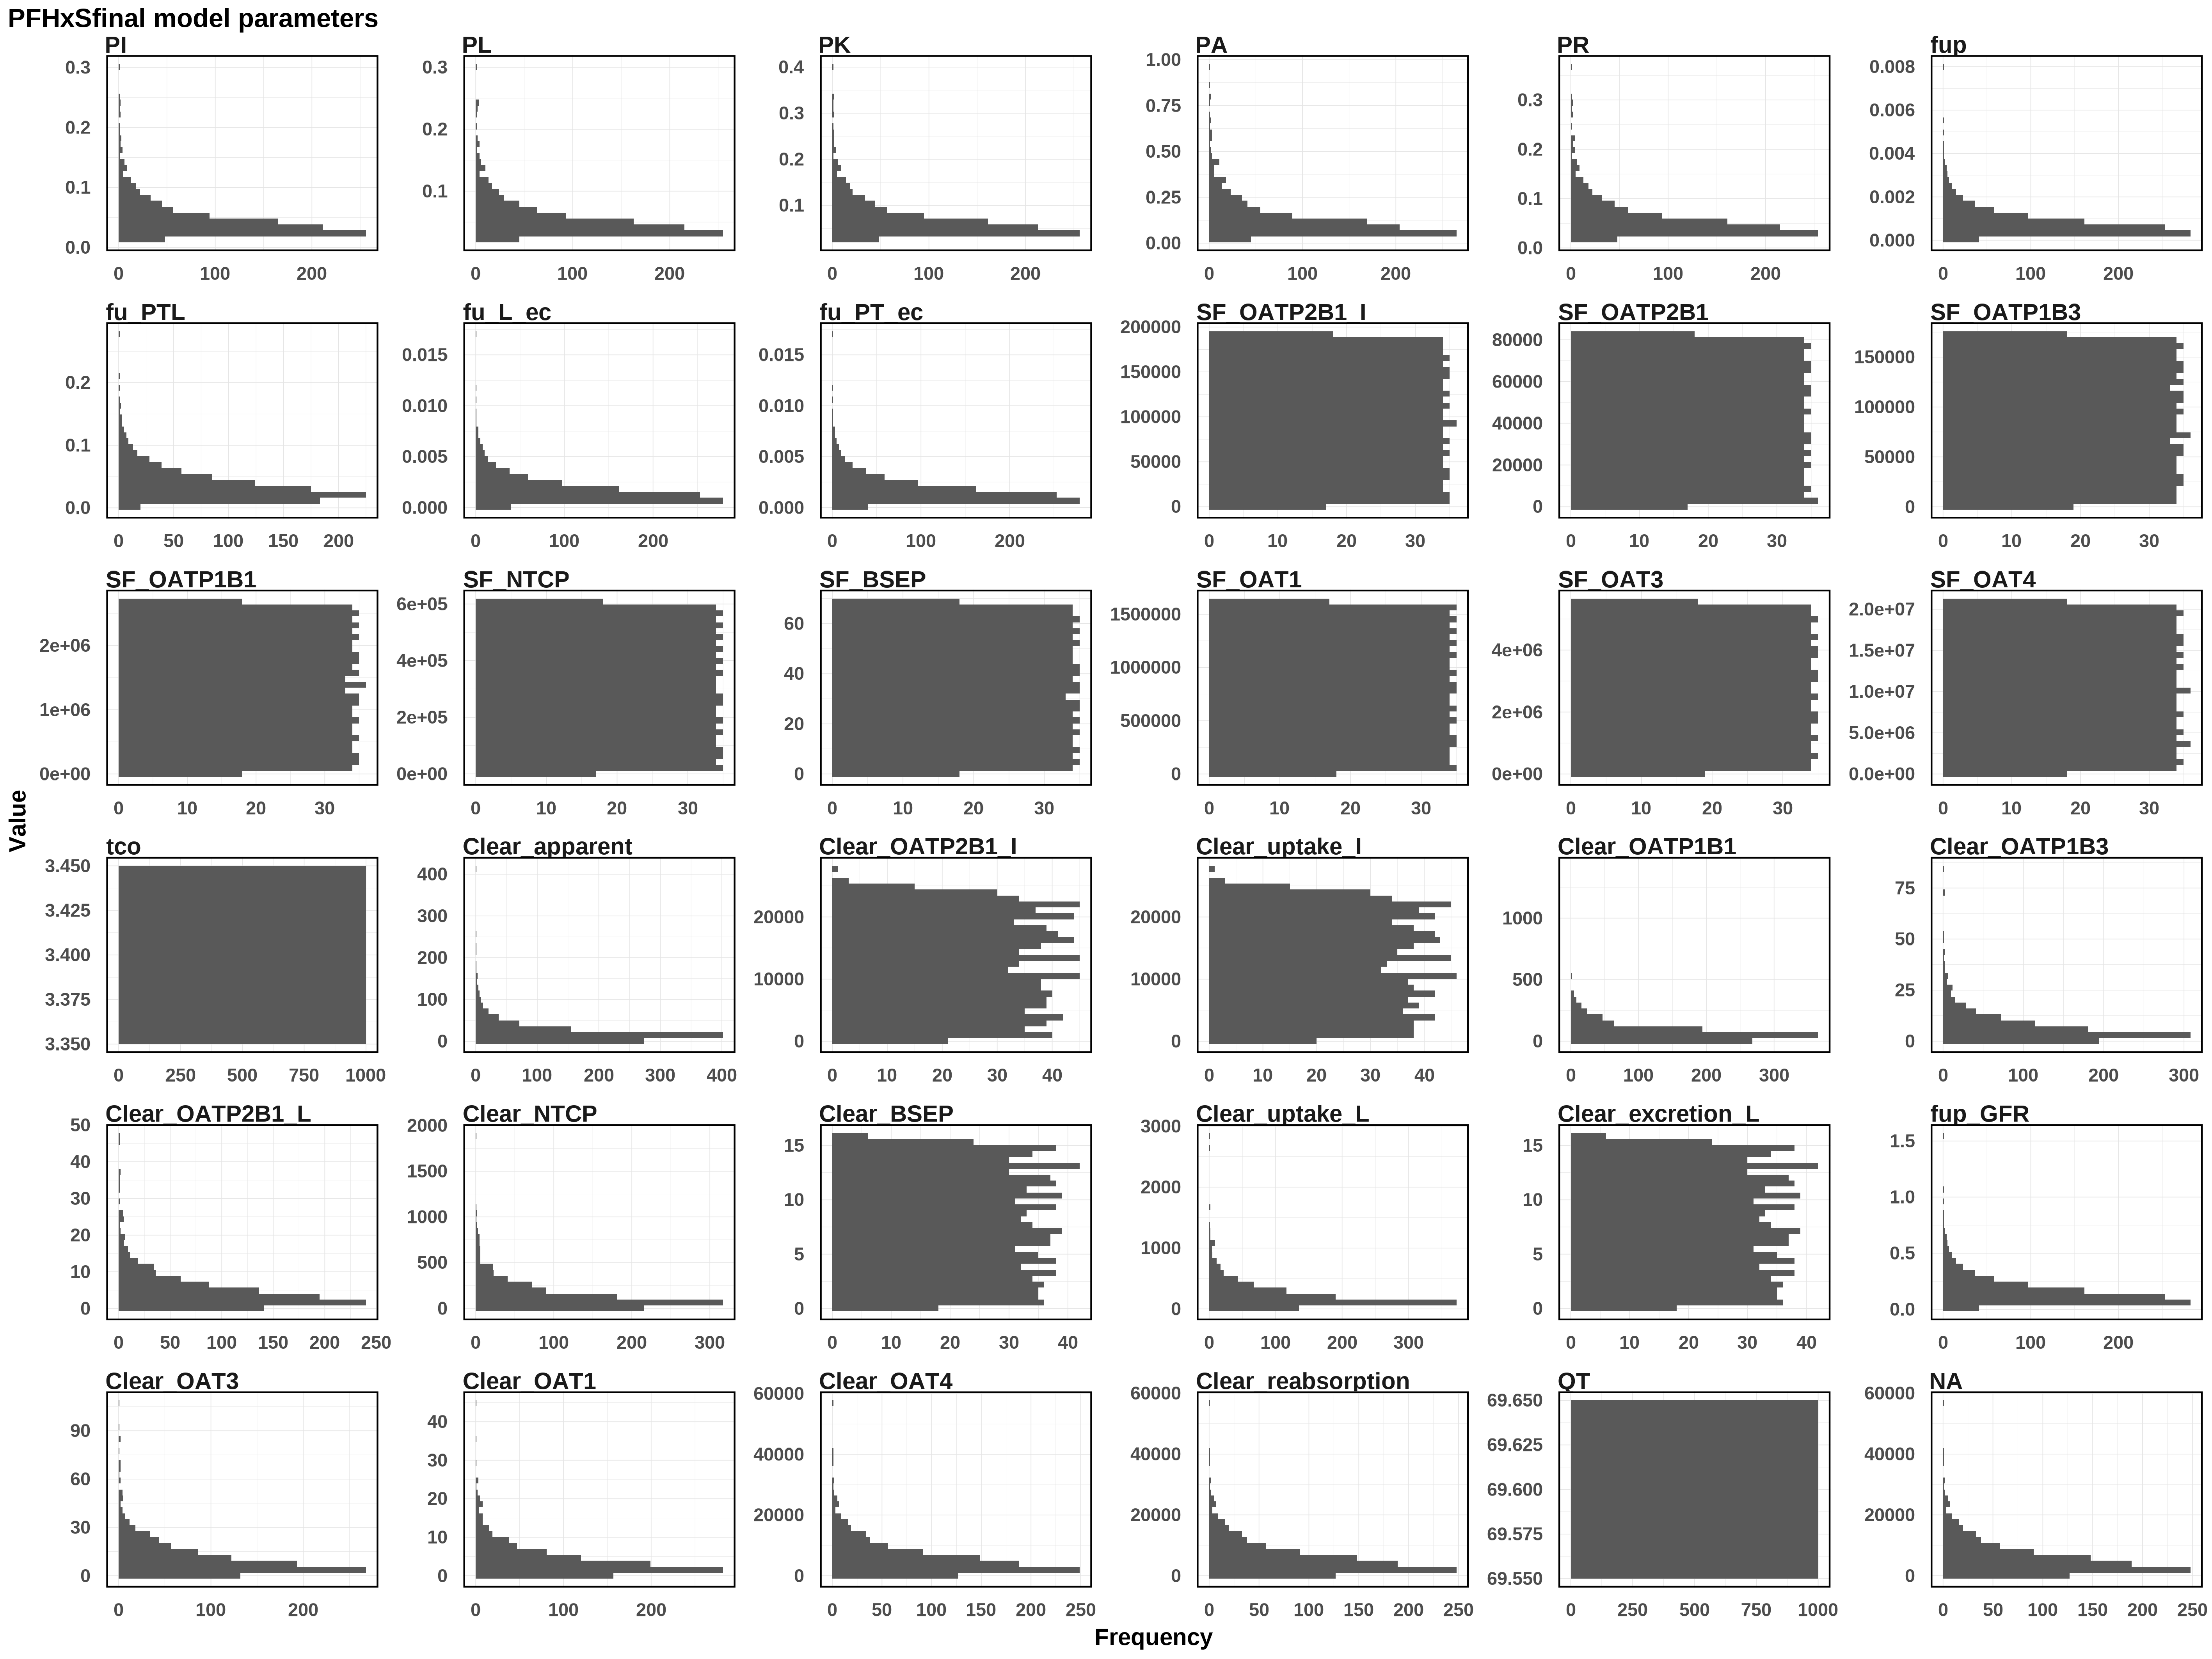 PFHxSfinal model parameters
PI PL PK PA PR fup
0.3 0.2 0.1 0.0
0.3 0.2 0.1
0.4 0.3 0.2 0.1
1.00 0.75 0.50 0.25 0.00
0.3 0.2 0.1 0.0
0.008 0.006 0.004 0.002 0.000
0 100 200 0 100 200 0 100 200 0 100 200 0 100 200 0 100 200
fu_PTL fu_L_ec fu_PT_ec SF_OATP2B1_I SF_OATP2B1 SF_OATP1B3
0.2 0.1 0.0
0.015 0.010 0.005 0.000
0.015 0.010 0.005 0.000
200000 150000 100000 50000 0
80000 60000 40000 20000 0
150000 100000 50000 0
0 50 100 150 200 0 100 200 0 100 200 0 10 20 30 0 10 20 30 0 10 20 30
SF_OATP1B1 SF_NTCP SF_BSEP SF_OAT1 SF_OAT3 SF_OAT4
2e+06 1e+06 0e+00
6e+05 4e+05 2e+05 0e+00
60 40 20 0
1500000 1000000 500000 0
4e+06 2e+06 0e+00
2.0e+07 1.5e+07 1.0e+07 5.0e+06 0.0e+00
0 10 20 30 0 10 20 30 0 10 20 30 0 10 20 30 0 10 20 30 0 10 20 30
Value
tco Clear_apparent Clear_OATP2B1_I Clear_uptake_I Clear_OATP1B1 Clear_OATP1B3
3.450 3.425 3.400 3.375 3.350
400 300 200 100 0
20000 10000 0
20000 10000 0
1000 500 0
75 50 25 0
0 250 500 750 1000 0 100 200 300 400 0 10 20 30 40 0 10 20 30 40 0 100 200 300 0 100 200 300
Clear_OATP2B1_L Clear_NTCP Clear_BSEP Clear_uptake_L Clear_excretion_L fup_GFR
50 40 30 20 10 0
2000 1500 1000 500 0
15 10 5 0
3000 2000 1000 0
15 10 5 0
1.5 1.0 0.5 0.0
0 50 100 150 200 250 0 100 200 300 0 10 20 30 40 0 100 200 300 0 10 20 30 40 0 100 200
Clear_OAT3 Clear_OAT1 Clear_OAT4 Clear_reabsorption QT NA
90 60 30 0
40 30 20 10 0
60000 40000 20000 0
60000 40000 20000 0
69.650 69.625 69.600 69.575 69.550
60000 40000 20000 0
0 100 200 0 100 200 0 50 100 150 200 250 0 50 100 150 200 250 0 250 500 750 1000 0 50 100 150 200 250
Frequency